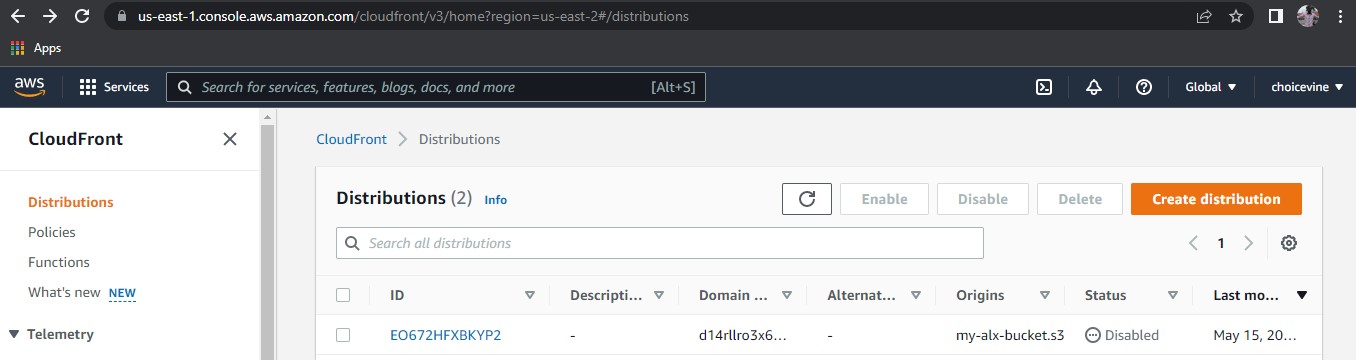 us-east-1.console.aws.amazon.com/cloudfront/v3/home?region=us-east-2#/distributions
Apps
aws Services Search for services, features, blogs, docs, and more [Alt+S] Global choicevine
CloudFront
CloudFront > Distributions
Distributions
Policies
Functions
What's new NEW
Telemetry
Distributions (2) Info Enable Disable Delete Create distribution
Search all distributions 1
ID Descripti... Domain ... Alternat... Origins Status Last mo...
EO672HFXBKYP2 - d14rllro3x6... - my-alx-bucket.s3 Disabled May 15, 20...